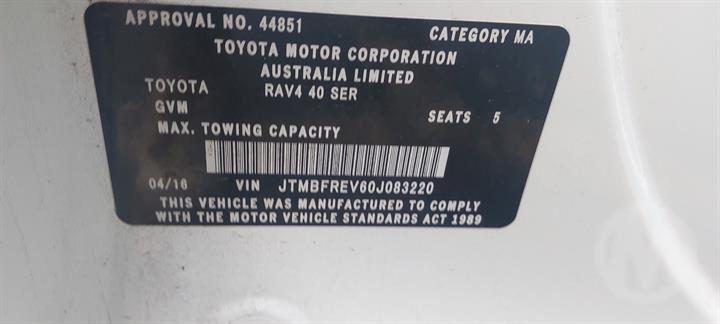 APPROVAL NO. 44851 CATEGORY MA
TOYOTA MOTOR CORPORATION
AUSTRALIA LIMITED
TOYOTA RAV4 40 SER
GVM SEATS 5
MAX. TOWING CAPACITY
04/16 VIN JTMBFREV60J083220
THIS VEHICLE WAS MANUFACTURED TO COMPLY
WITH THE MOTOR VEHICLE STANDARDS ACT 1989
M